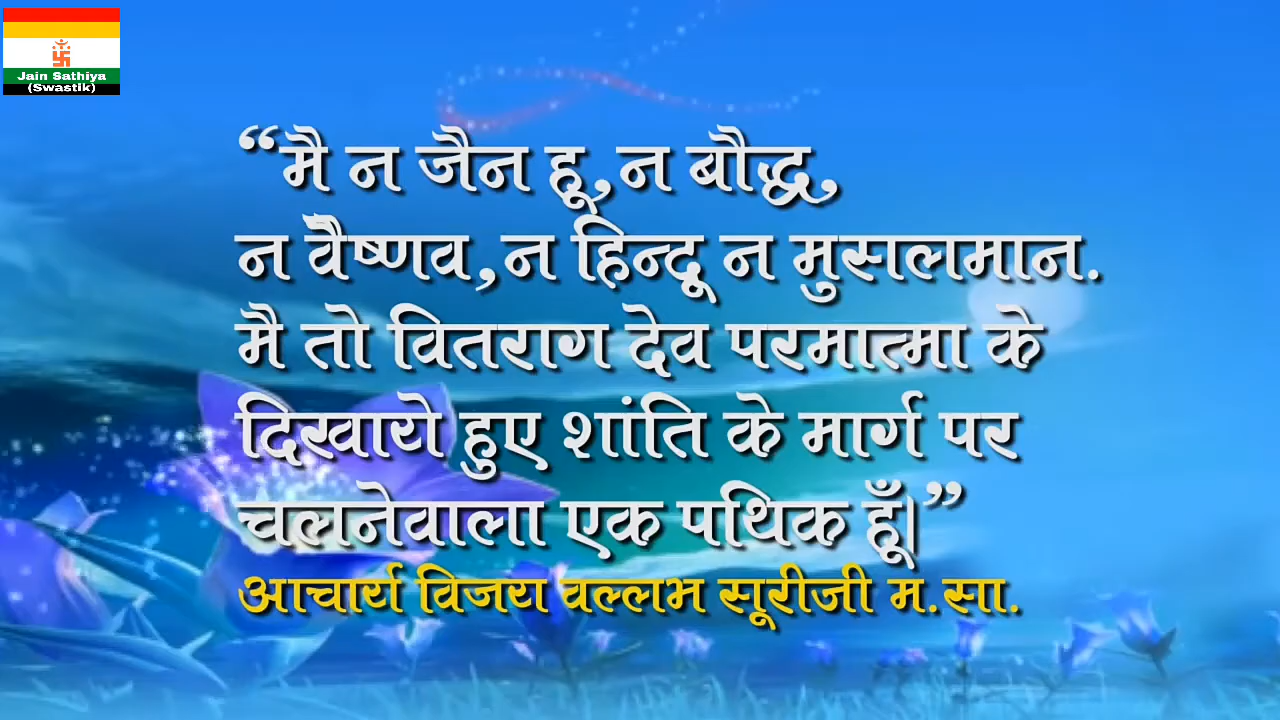 Jain Sathiya
(Swastik)
“मै न जैन हू,न बौद्ध,
न वैष्णव,न हिन्दू न मुसलमान.
मै तो वितराग देव परमात्मा के
दिखाये हुए शांति के मार्ग पर
चलनेवाला एक पथिक हूँ|”
आचार्य विजय वल्लभ सूरीजी म.सा.